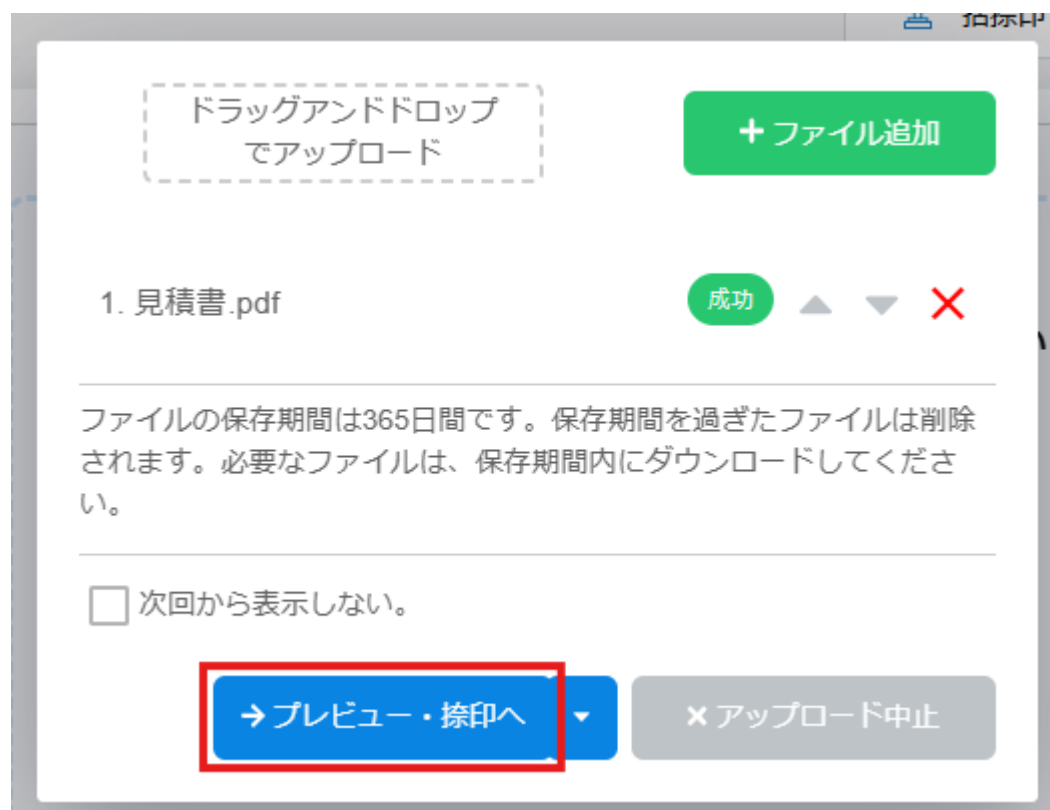 括捺印
ドラッグアンドドロップ
でアップロード
+ ファイル追加
1. 見積書.pdf
成功
ファイルの保存期間は365日間です。保存期間を過ぎたファイルは削除
されます。必要なファイルは、保存期間内にダウンロードしてくださ
い。
次回から表示しない。
→プレビュー・捺印へ
×アップロード中止